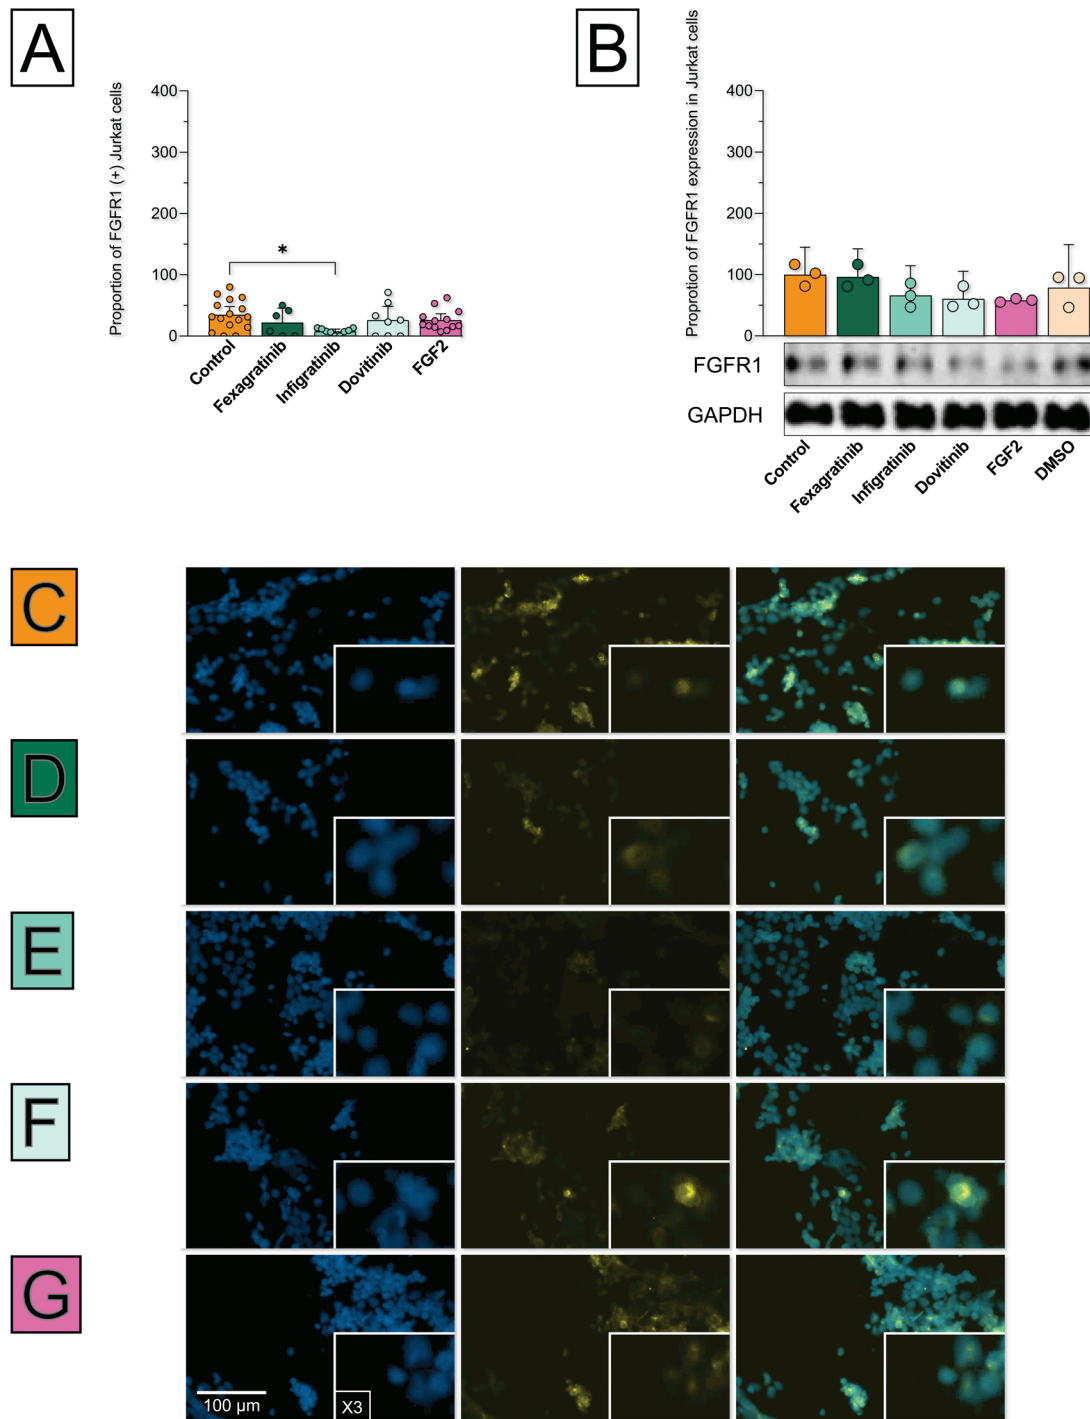 A
B
Proportion of FGFR1 (+) Jurkat cells
400
300
200
100
0
*
Control
Fexagratinib
Infigratinib
Dovitinib
FGF2
Proprotion of FGFR1 expression in Jurkat cells
400
300
200
100
0
FGFR1
GAPDH
Control
Fexagratinib
Infigratinib
Dovitinib
FGF2
DMSO
C
D
E
F
G
100 µm
X3